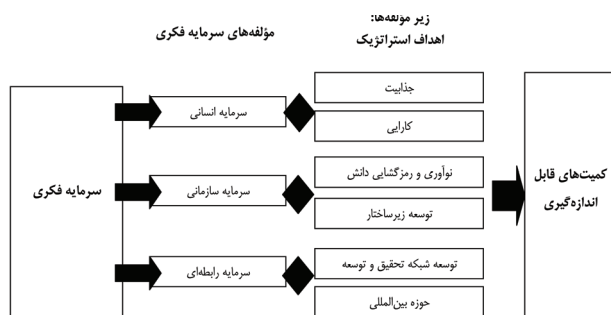 زیر مؤلفه‌ها:
اهداف استراتژیک
مؤلفه‌های سرمایه فکری
سرمایه فکری
سرمایه انسانی
جذابیت
کارایی
سرمایه سازمانی
نوآوری و رمزگشایی دانش
توسعه زیرساختار
سرمایه رابطه‌ای
توسعه شبکه تحقیق و توسعه
حوزه بین‌المللی
کمیت‌های قابل
اندازه‌گیری